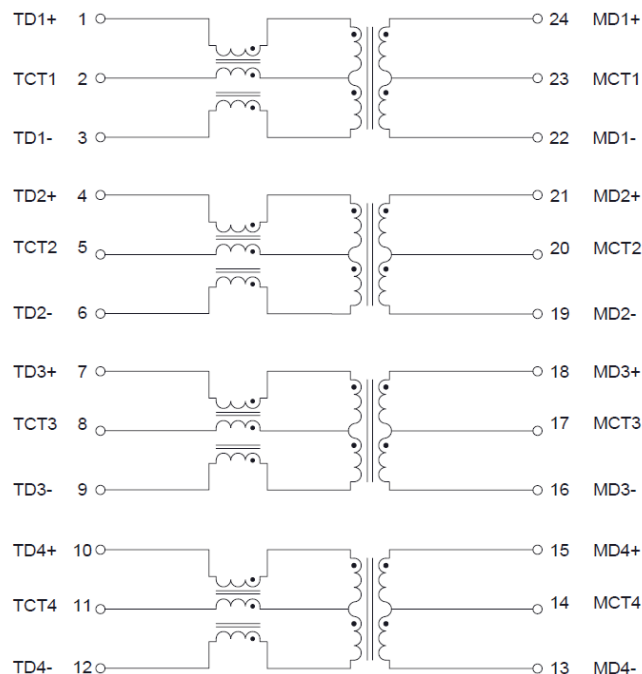 TD1+ 1 24 MD1+
TCT1 2 23 MCT1
TD1- 3 22 MD1-
TD2+ 4 21 MD2+
TCT2 5 20 MCT2
TD2- 6 19 MD2-
TD3+ 7 18 MD3+
TCT3 8 17 MCT3
TD3- 9 16 MD3-
TD4+ 10 15 MD4+
TCT4 11 14 MCT4
TD4- 12 13 MD4-